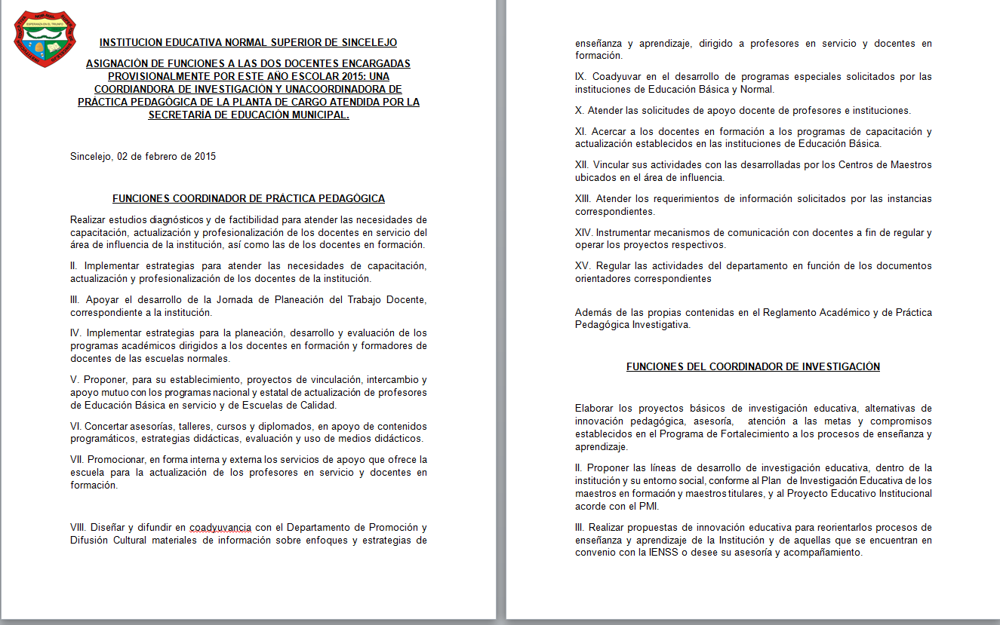 INSTITUCION EDUCATIVA NORMAL SUPERIOR DE SINCELEJO
ASIGNACIÓN DE FUNCIONES A LAS DOS DOCENTES ENCARGADAS
PROVISIONALMENTE POR ESTE AÑO ESCOLAR 2015: UNA
COORDIANDORA DE INVESTIGACIÓN Y UNACOORDINADORA DE
PRÁCTICA PEDAGÓGICA DE LA PLANTA DE CARGO ATENDIDA POR LA
SECRETARÍA DE EDUCACIÓN MUNICIPAL.
Sincelejo, 02 de febrero de 2015
FUNCIONES COORDINADOR DE PRÁCTICA PEDAGÓGICA
Realizar estudios diagnósticos y de factibilidad para atender las necesidades de
capacitación, actualización y profesionalización de los docentes en servicio del
área de influencia de la institución, así como las de los docentes en formación.
II. Implementar estrategias para atender las necesidades de capacitación,
actualización y profesionalización de los docentes de la institución.
III. Apoyar el desarrollo de la Jornada de Planeación del Trabajo Docente,
correspondiente a la institución.
IV. Implementar estrategias para la planeación, desarrollo y evaluación de los
programas académicos dirigidos a los docentes en formación y formadores de
docentes de las escuelas normales.
V. Proponer, para su establecimiento, proyectos de vinculación, intercambio y
apoyo mutuo con los programas nacional y estatal de actualización de profesores
de Educación Básica en servicio y de Escuelas de Calidad.
VI. Concertar asesorías, talleres, cursos y diplomados, en apoyo de contenidos
programáticos, estrategias didácticas, evaluación y uso de medios didácticos.
VII. Promocionar, en forma interna y externa los servicios de apoyo que ofrece la
escuela para la actualización de los profesores en servicio y docentes en
formación.
VIII. Diseñar y difundir en coadyuvancia con el Departamento de Promoción y
Difusión Cultural materiales de información sobre enfoques y estrategias de
enseñanza y aprendizaje, dirigido a profesores en servicio y docentes en
formación.
IX. Coadyuvar en el desarrollo de programas especiales solicitados por las
instituciones de Educación Básica y Normal.
X. Atender las solicitudes de apoyo docente de profesores e instituciones.
XI. Acercar a los docentes en formación a los programas de capacitación y
actualización establecidos en las instituciones de Educación Básica.
XII. Vincular sus actividades con las desarrolladas por los Centros de Maestros
ubicados en el área de influencia.
XIII. Atender los requerimientos de información solicitados por las instancias
correspondientes.
XIV. Instrumentar mecanismos de comunicación con docentes a fin de regular y
operar los proyectos respectivos.
XV. Regular las actividades del departamento en función de los documentos
orientadores correspondientes
Además de las propias contenidas en el Reglamento Académico y de Práctica
Pedagógica Investigativa.
FUNCIONES DEL COORDINADOR DE INVESTIGACIÓN
Elaborar los proyectos básicos de investigación educativa, alternativas de
innovación pedagógica, asesoría,  atención a las metas y compromisos
establecidos en el Programa de Fortalecimiento a los procesos de enseñanza y
aprendizaje.
II. Proponer las líneas de desarrollo de investigación educativa, dentro de la
institución y su entorno social, conforme al Plan  de Investigación Educativa de los
maestros en formación y maestros titulares, y al Proyecto Educativo Institucional
acorde con el PMI.
III. Realizar propuestas de innovación educativa para reorientarlos procesos de
enseñanza y aprendizaje de la Institución y de aquellas que se encuentran en
convenio con la IENSS o desee su asesoría y acompañamiento.